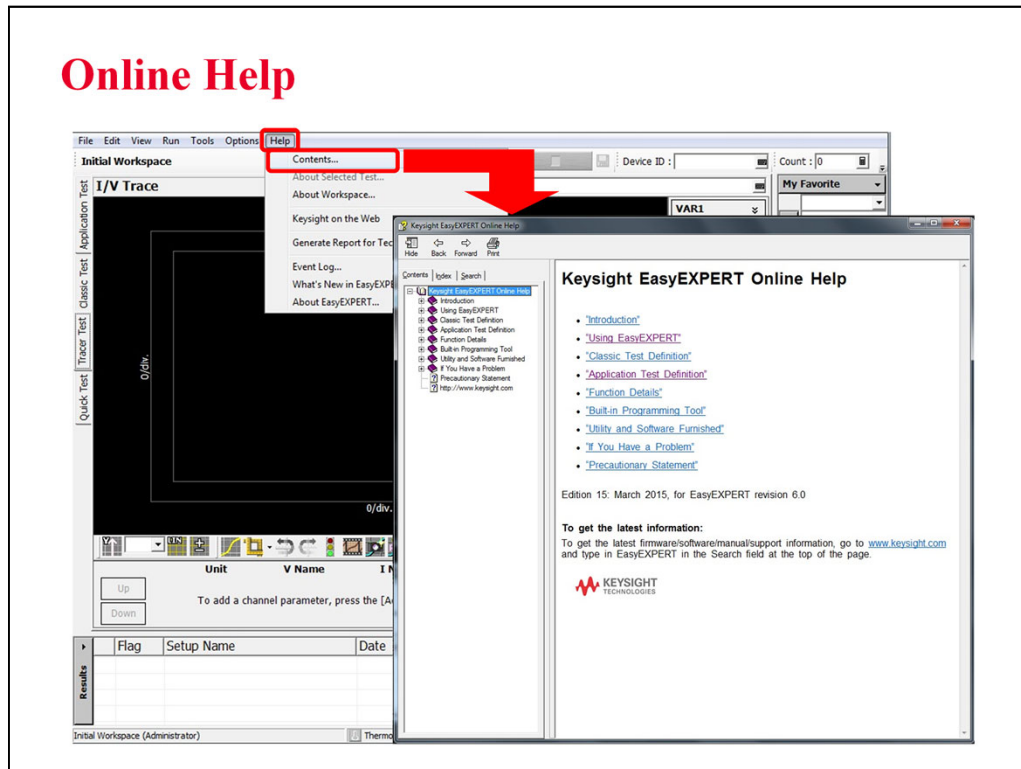 Online Help
File Edit View Run Tools Options Help
Initial Workspace
Device ID :
Count : 0
I/V Trace
My Favorite
VAR1
Application Test
Classic Test
Tracer Test
Quick Test
Contents...
About Selected Test...
About Workspace...
Keysight on the Web
Generate Report for Tec
Event Log...
What's New in EasyEXPE
About EasyEXPERT...
0/div.
0/div.
Unit V Name I N
Up
Down
To add a channel parameter, press the [A
Flag Setup Name Date
Results
Initial Workspace (Administrator)
Thermo
Keysight EasyEXPERT Online Help
Hide Back Forward Print
Contents Index Search
Keysight EasyEXPERT Online Help
Introduction
Using EasyEXPERT
Classic Test Definition
Application Test Definition
Function Details
Built-in Programming Tool
Utility and Software Furnished
If You Have a Problem
Precautionary Statement
http://www.keysight.com
Keysight EasyEXPERT Online Help
• "Introduction"
• "Using EasyEXPERT"
• "Classic Test Definition"
• "Application Test Definition"
• "Function Details"
• "Built-in Programming Tool"
• "Utility and Software Furnished"
• "If You Have a Problem"
• "Precautionary Statement"
Edition 15: March 2015, for EasyEXPERT revision 6.0
To get the latest information:
To get the latest firmware/software/manual/support information, go to www.keysight.com
and type in EasyEXPERT in the Search field at the top of the page.
KEYSIGHT
TECHNOLOGIES